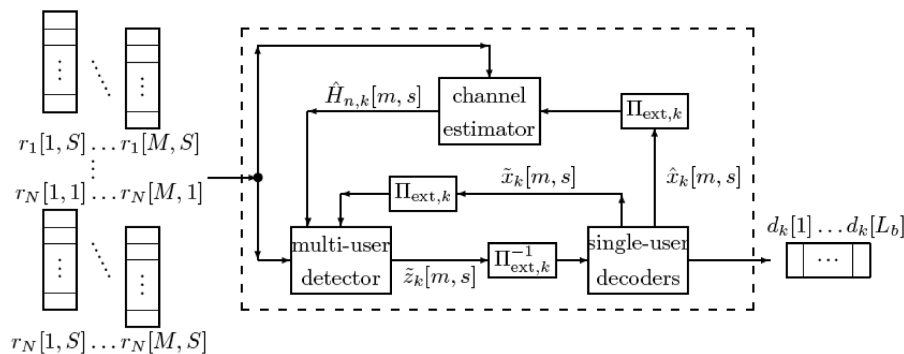 r_1[1, S] ... r_1[M, S]
⋮
r_N[1, 1] ... r_N[M, 1]
r_N[1, S] ... r_N[M, S]
Ĥ_{n,k}[m, s]
channel
estimator
Π_{ext,k}
x̃_k[m, s]
x̂_k[m, s]
Π_{ext,k}
multi-user
detector
z̃_k[m, s]
Π_{ext,k}^{-1}
single-user
decoders
d_k[1] ... d_k[L_b]
...